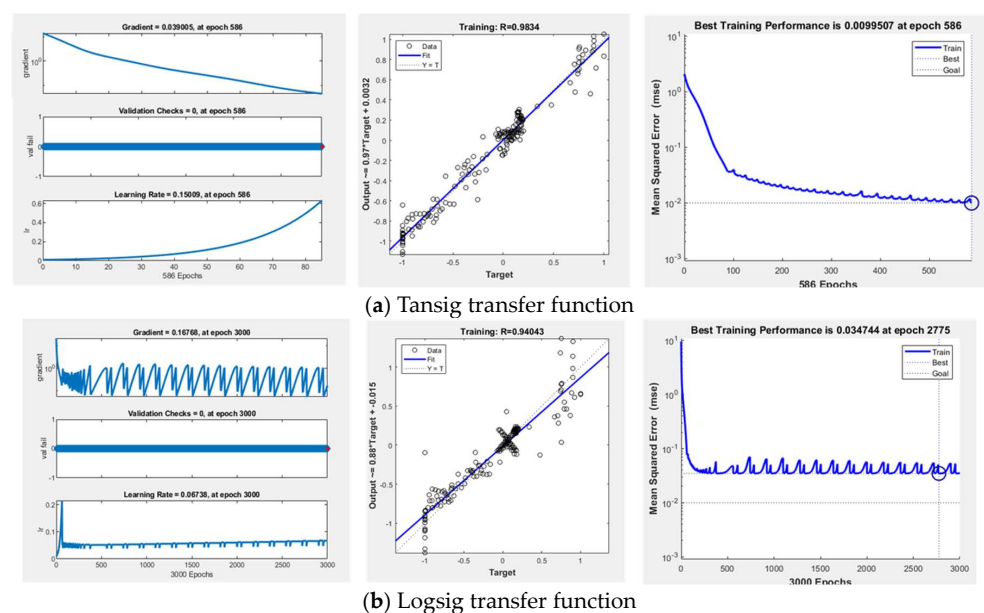 Gradient = 0.039005, at epoch 586
gradient
10^0
Validation Checks = 0, at epoch 586
val fail
1
0
-1
Learning Rate = 0.15009, at epoch 586
lr
0.6
0.4
0.2
0
0 10 20 30 40 50 60 70 80
586 Epochs
Training: R=0.9834
Data
Fit
Y = T
Output ~= 0.97*Target + 0.0032
1
0.8
0.6
0.4
0.2
0
-0.2
-0.4
-0.6
-0.8
-1
-1 -0.5 0 0.5 1
Target
Best Training Performance is 0.0099507 at epoch 586
Train
Best
Goal
Mean Squared Error (mse)
10^0
10^-1
10^-2
10^-3
0 100 200 300 400 500
586 Epochs
(a) Tansig transfer function
Gradient = 0.16768, at epoch 3000
gradient
10^0
Validation Checks = 0, at epoch 3000
val fail
1
0
-1
Learning Rate = 0.06738, at epoch 3000
lr
0.2
0.1
0
0 500 1000 1500 2000 2500 3000
3000 Epochs
Training: R=0.94043
Data
Fit
Y = T
Output ~= 0.88*Target + -0.015
1
0.5
0
-0.5
-1
-1 -0.5 0 0.5 1
Target
Best Training Performance is 0.034744 at epoch 2775
Train
Best
Goal
Mean Squared Error (mse)
10^0
10^-1
10^-2
10^-3
0 500 1000 1500 2000 2500 3000
3000 Epochs
(b) Logsig transfer function